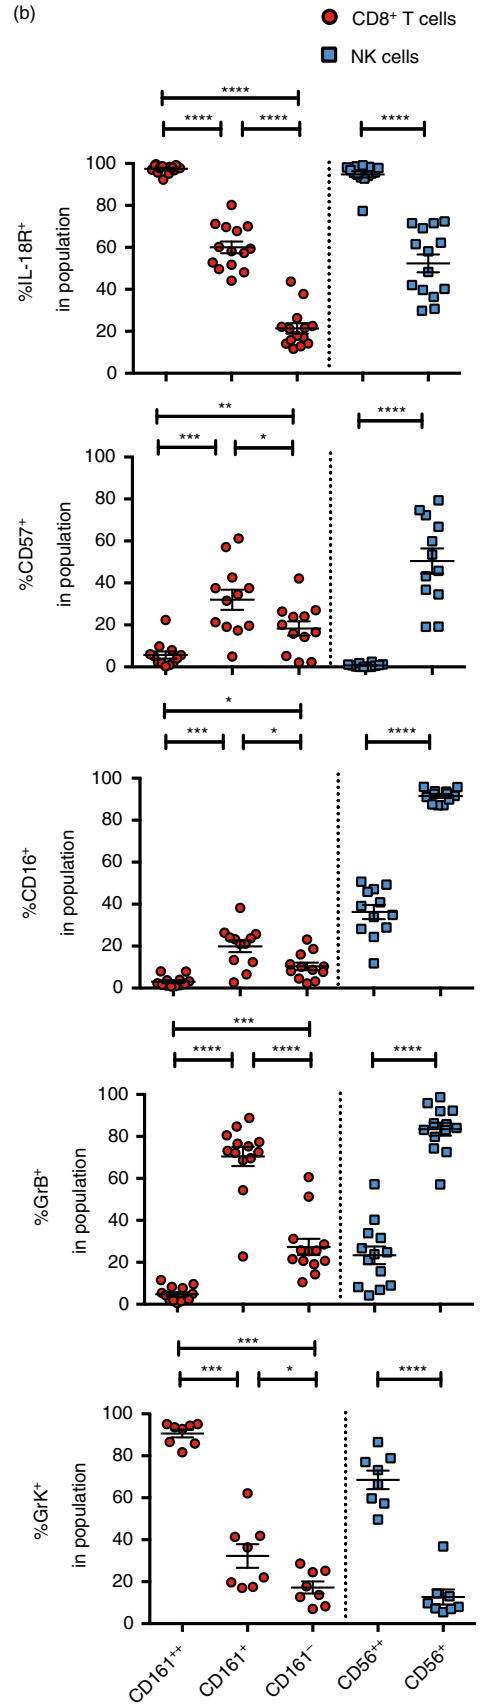 (b)
CD8⁺ T cells
NK cells
****
**** **** ****
%IL-18R⁺
in population
100
80
60
40
20
0
**
*** * ****
%CD57⁺
in population
100
80
60
40
20
0
*
*** * ****
%CD16⁺
in population
100
80
60
40
20
0
***
**** **** ****
%GrB⁺
in population
100
80
60
40
20
0
***
*** * ****
%GrK⁺
in population
100
80
60
40
20
0
CD161⁺⁺ CD161⁺ CD161⁻ CD56⁺⁺ CD56⁺